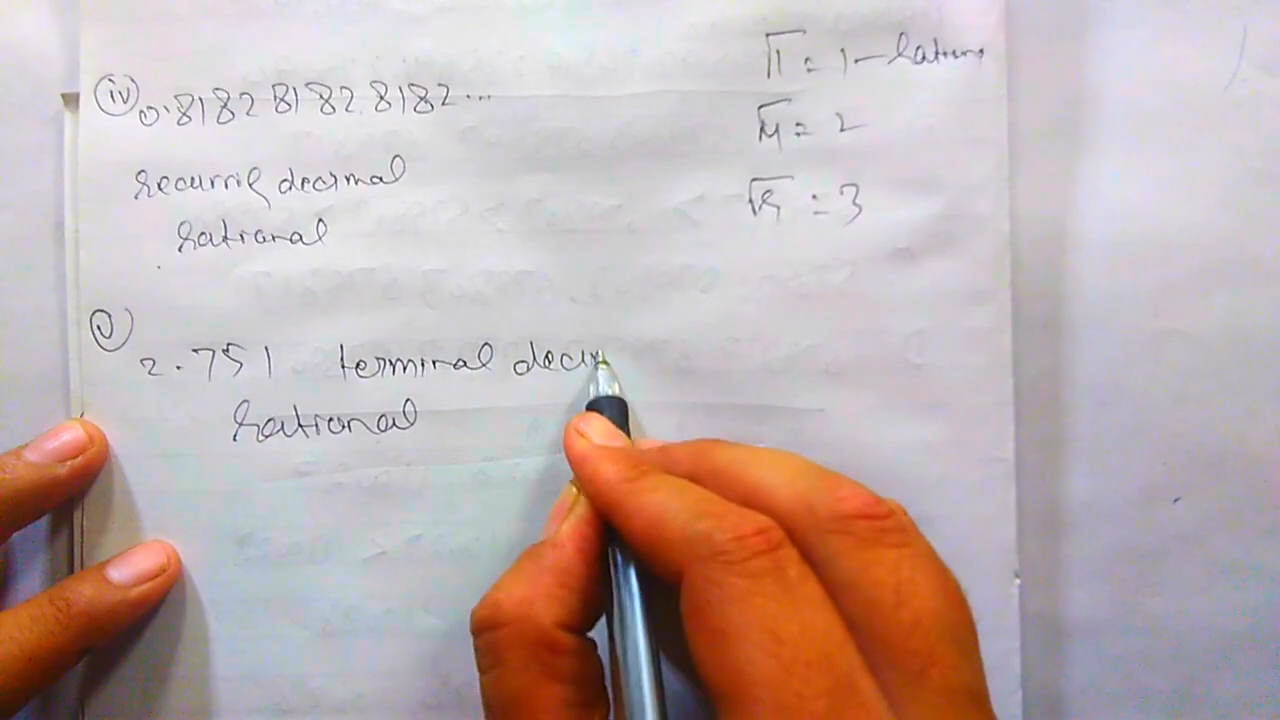 (iv) 0.8182 8182 8182...
recurring decimal
rational
(v)
2.751 terminal decim
rational
√1 = 1 - rationa
√4 = 2
√9 = 3